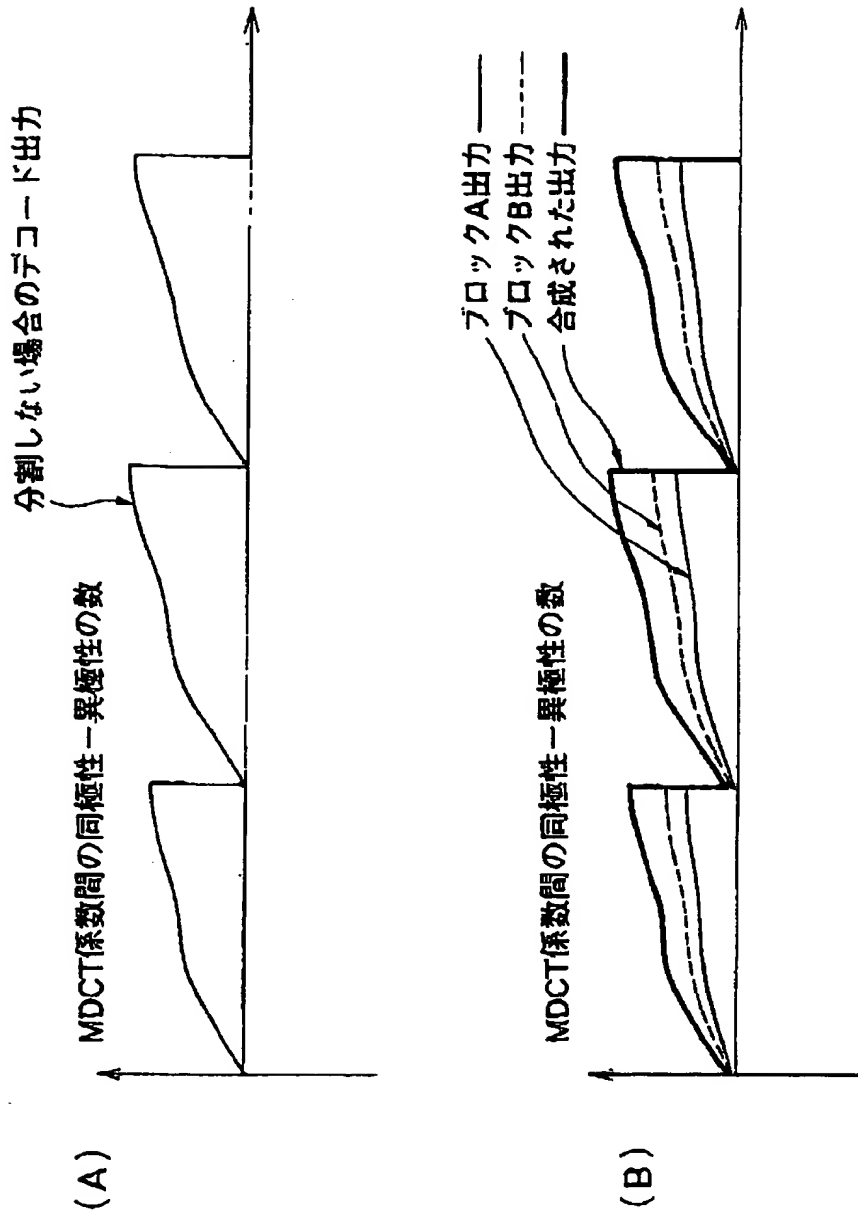 (A)
MDCT係数間の同極性－異極性の数
分割しない場合のデコード出力
(B)
MDCT係数間の同極性－異極性の数
ブロックA出力
ブロックB出力
合成された出力